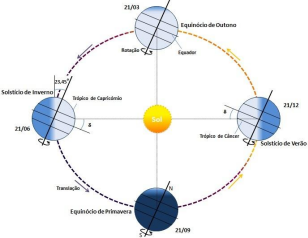 21/03
Equinócio de Outono
Rotação
Equador
23,45°
Solstício de Inverno
Trópico de Capricórnio
δ
21/06
Sol
δ
21/12
Trópico de Câncer
Solstício de Verão
Translação
N
Equinócio de Primavera
S
21/09